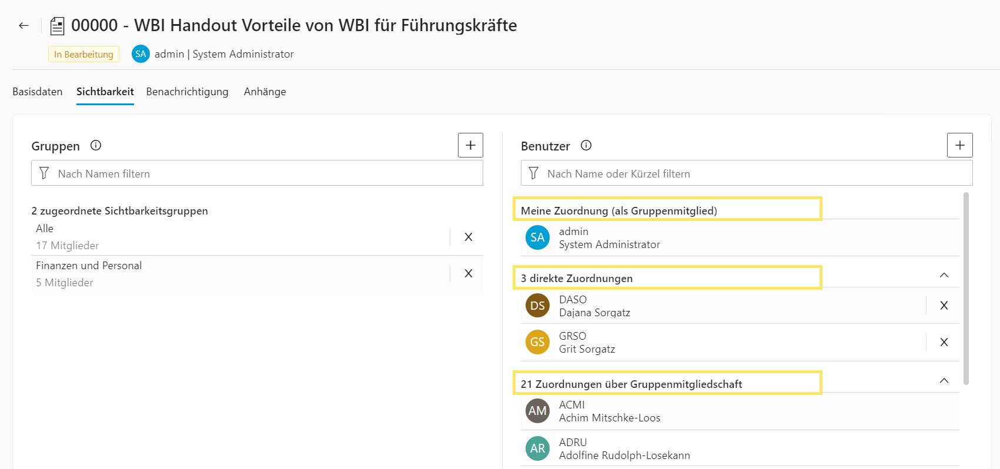 00000 - WBI Handout Vorteile von WBI für Führungskräfte
In Bearbeitung SA admin | System Administrator
Basisdaten Sichtbarkeit Benachrichtigung Anhänge
Gruppen
Nach Namen filtern
2 zugeordnete Sichtbarkeitsgruppen
Alle
17 Mitglieder
Finanzen und Personal
5 Mitglieder
Benutzer
Nach Name oder Kürzel filtern
Meine Zuordnung (als Gruppenmitglied)
SA
admin
System Administrator
3 direkte Zuordnungen
DS
DASO
Dajana Sorgatz
GS
GRSO
Grit Sorgatz
21 Zuordnungen über Gruppenmitgliedschaft
AM
ACMI
Achim Mitschke-Loos
AR
ADRU
Adolfine Rudolph-Losekann